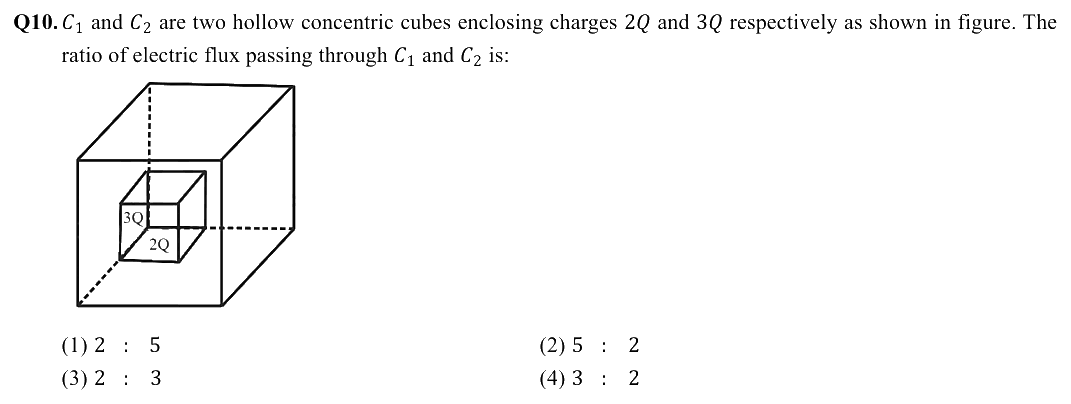 Q10. C₁ and C₂ are two hollow concentric cubes enclosing charges 2Q and 3Q respectively as shown in figure. The
ratio of electric flux passing through C₁ and C₂ is:
3Q
2Q
(1) 2 : 5 (2) 5 : 2
(3) 2 : 3 (4) 3 : 2